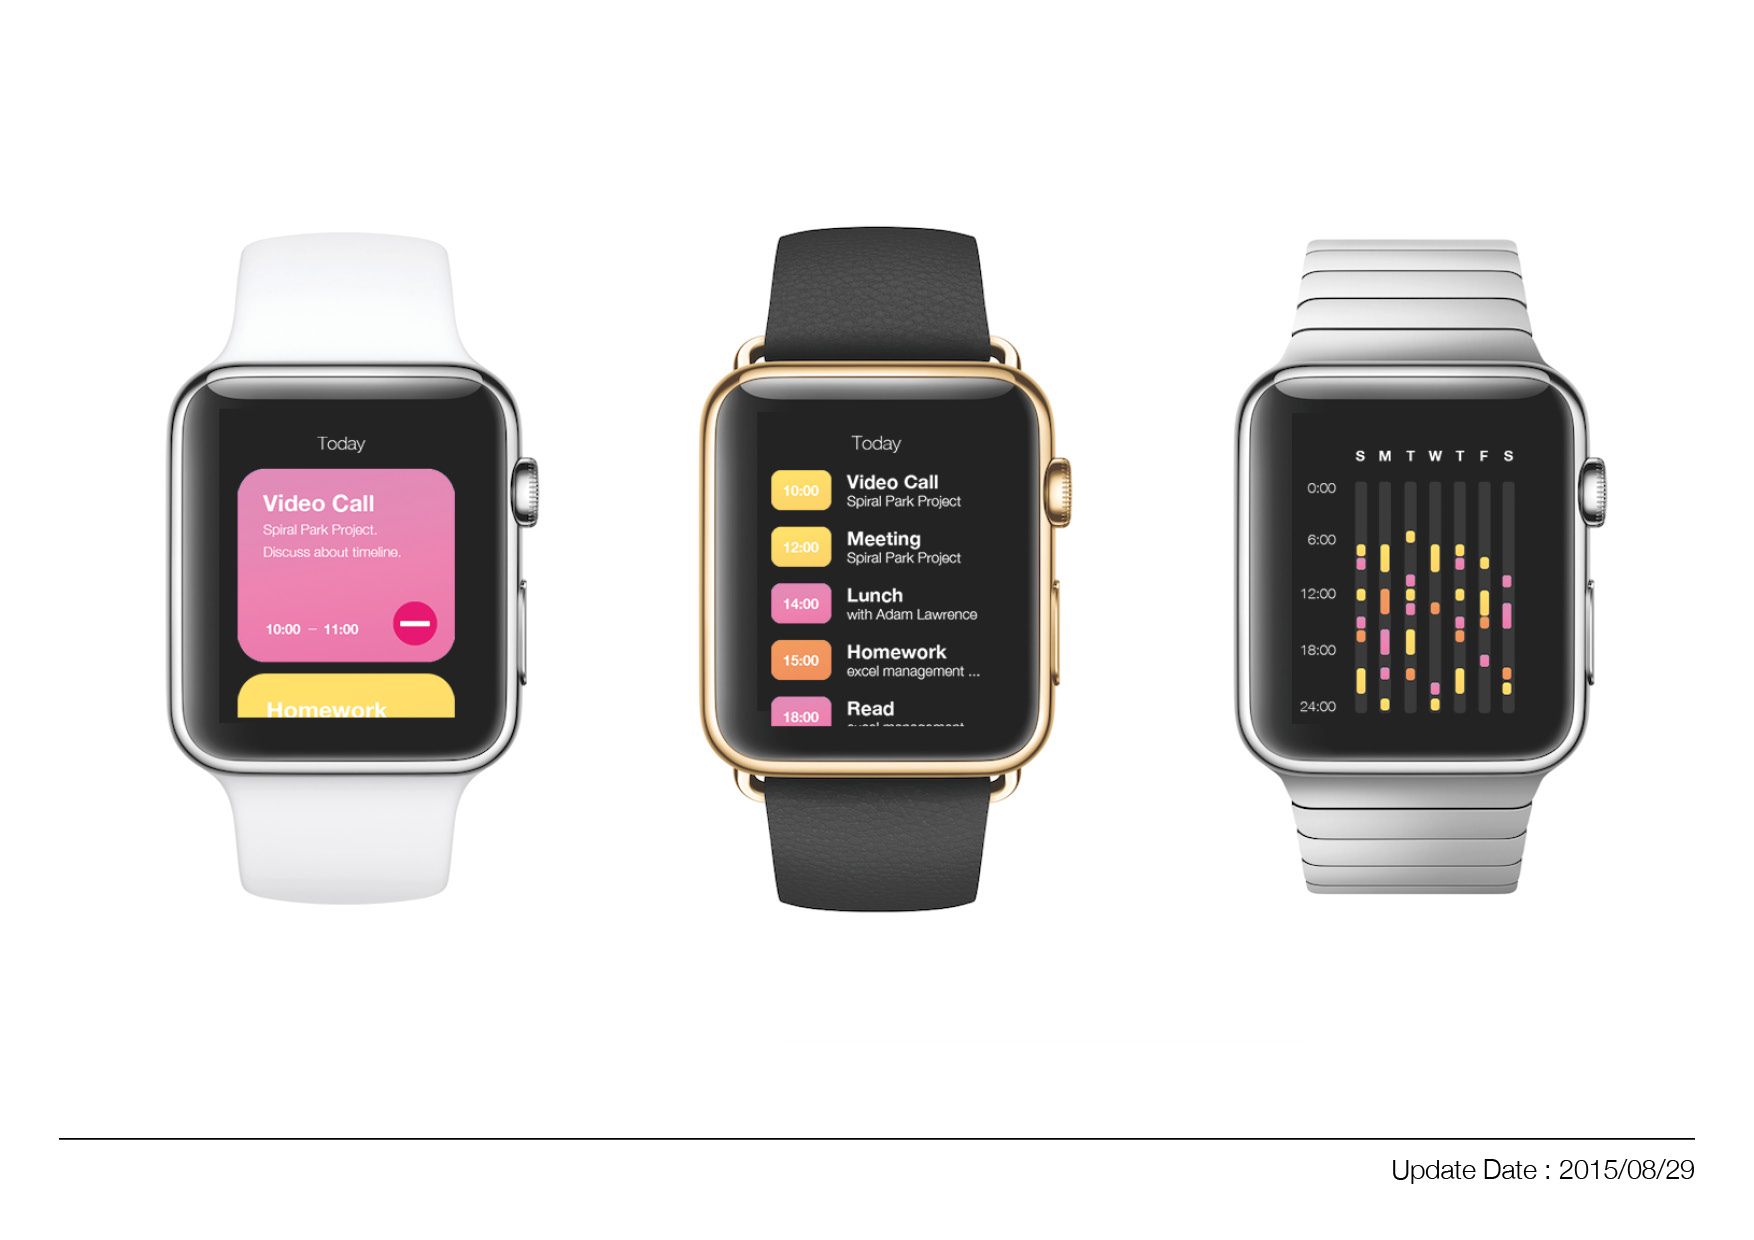 Today
Video Call
Spiral Park Project.
Discuss about timeline.
10:00 – 11:00
Homework
Today
10:00 Video Call
Spiral Park Project
12:00 Meeting
Spiral Park Project
14:00 Lunch
with Adam Lawrence
15:00 Homework
excel management ...
18:00 Read
excel management
S M T W T F S
0:00
6:00
12:00
18:00
24:00
Update Date : 2015/08/29